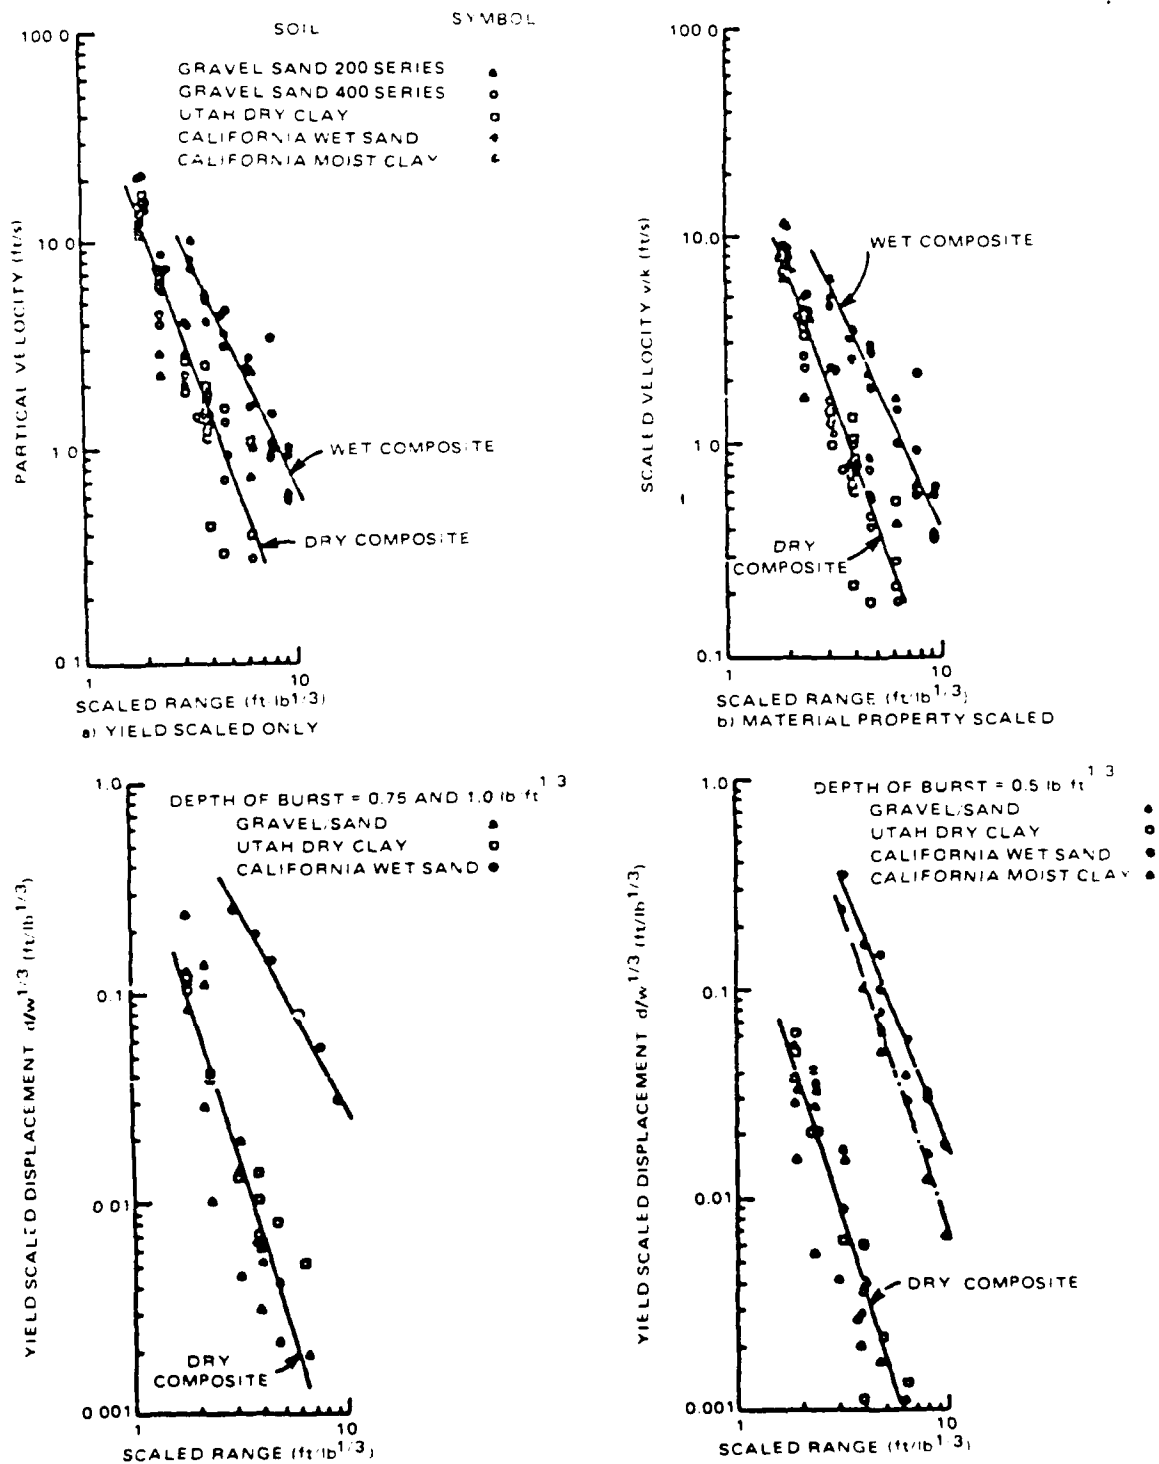 SOIL SYMBOL
GRAVEL SAND 200 SERIES
GRAVEL SAND 400 SERIES
UTAH DRY CLAY
CALIFORNIA WET SAND
CALIFORNIA MOIST CLAY
100 0
10 0
1 0
0 1
PARTICAL VELOCITY (ft/s)
WET COMPOSITE
DRY COMPOSITE
1 10
SCALED RANGE (ft/lb1/3)
a) YIELD SCALED ONLY
100 0
10.0
1.0
0.1
SCALED VELOCITY v/k (ft/s)
WET COMPOSITE
DRY
COMPOSITE
1 10
SCALED RANGE (ft/lb1/3)
b) MATERIAL PROPERTY SCALED
1.0
0.1
0 01
0 001
YIELD SCALED DISPLACEMENT d/w1/3 (ft/lb1/3)
DEPTH OF BURST = 0.75 AND 1.0 lb ft 1 3
GRAVEL/SAND
UTAH DRY CLAY
CALIFORNIA WET SAND
DRY
COMPOSITE
1 10
SCALED RANGE (ft/lb1/3)
1.0
0.1
0.01
0.001
YIELD SCALED DISPLACEMENT d/w1/3 (ft/lb1/3)
DEPTH OF BURST = 0.5 lb ft 1 3
GRAVEL/SAND
UTAH DRY CLAY
CALIFORNIA WET SAND
CALIFORNIA MOIST CLAY
DRY COMPOSITE
1 10
SCALED RANGE (ft/lb1/3)